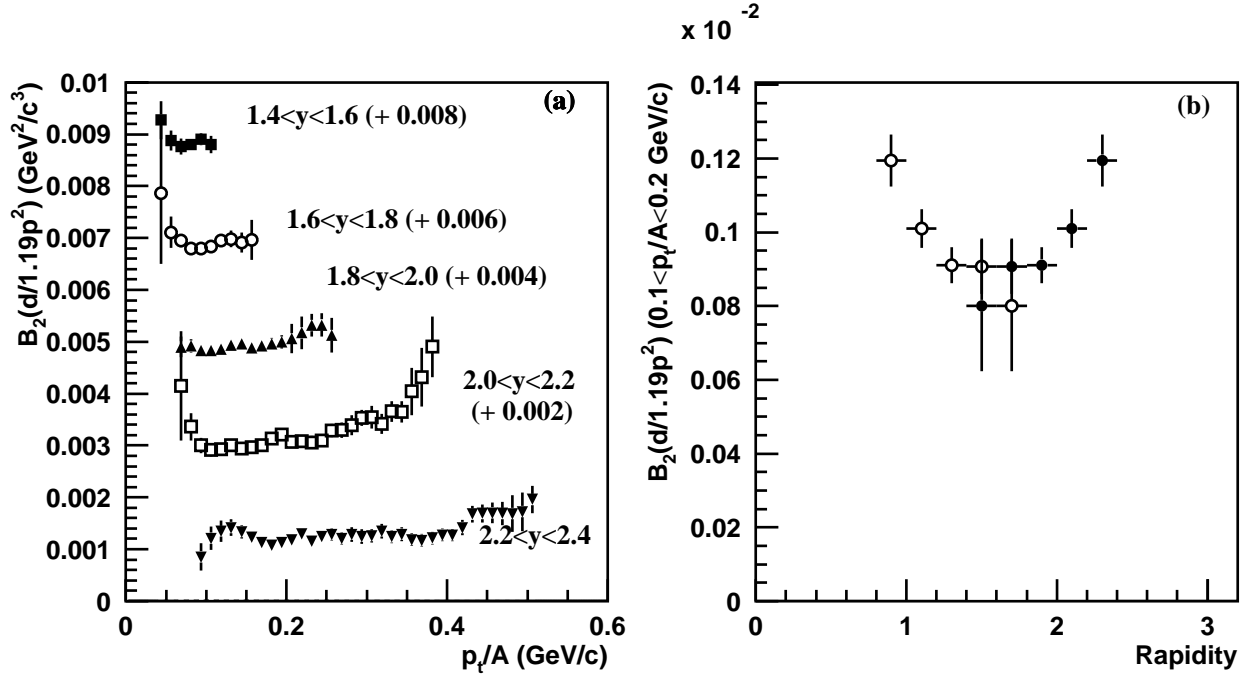 x 10 -2
B2(d/1.19p2) (GeV2/c3)
0.01
0.009
0.008
0.007
0.006
0.005
0.004
0.003
0.002
0.001
0
(a)
1.4<y<1.6 (+ 0.008)
1.6<y<1.8 (+ 0.006)
1.8<y<2.0 (+ 0.004)
2.0<y<2.2
(+ 0.002)
2.2<y<2.4
0
0.2
0.4
0.6
pt/A (GeV/c)
B2(d/1.19p2) (0.1<pt/A<0.2 GeV/c)
0.14
0.12
0.1
0.08
0.06
0.04
0.02
0
(b)
0
1
2
3
Rapidity